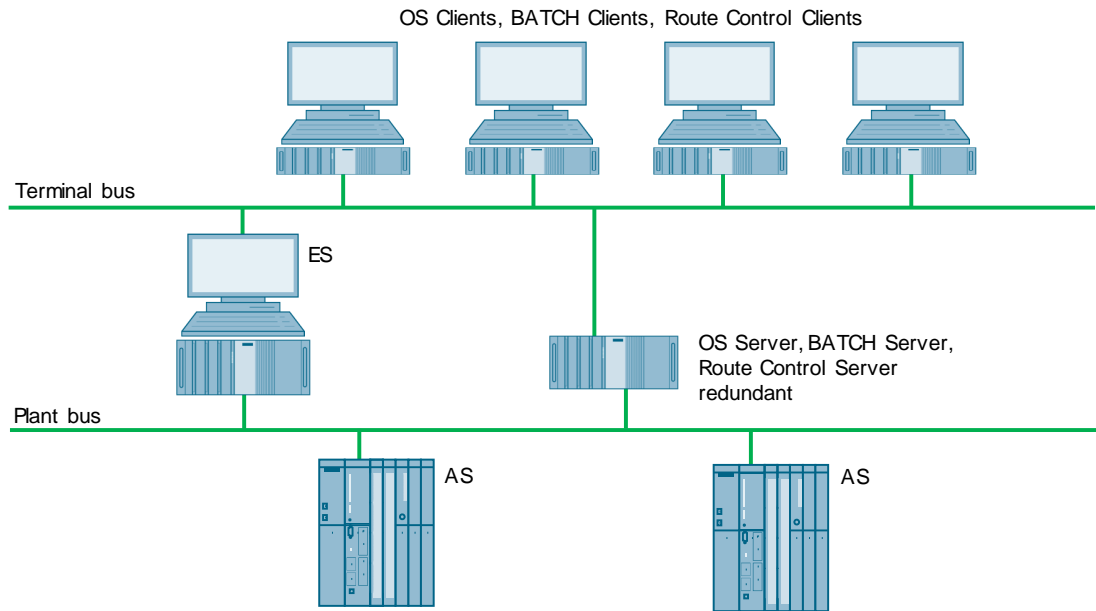 OS Clients, BATCH Clients, Route Control Clients
Terminal bus
ES
OS Server, BATCH Server,
Route Control Server
redundant
Plant bus
AS
AS